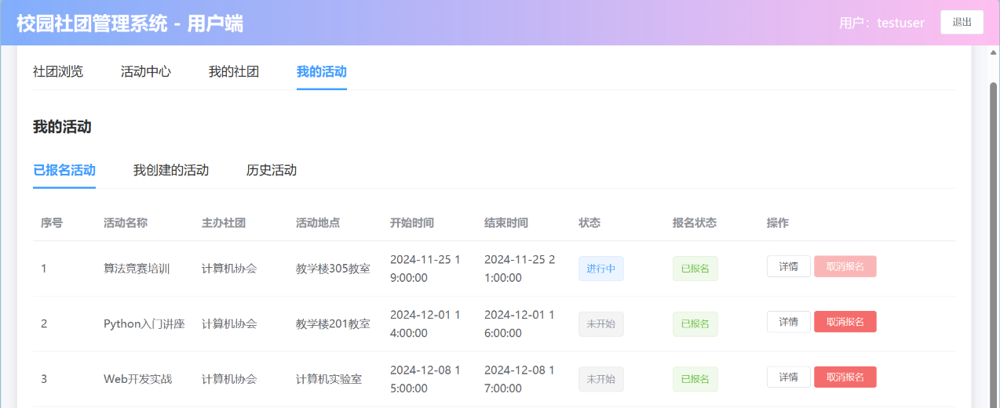 校园社团管理系统 - 用户端 用户：testuser 退出
社团浏览 活动中心 我的社团 我的活动
我的活动
已报名活动 我创建的活动 历史活动
序号 活动名称 主办社团 活动地点 开始时间 结束时间 状态 报名状态 操作
1 算法竞赛培训 计算机协会 教学楼305教室 2024-11-25 19:00:00 2024-11-25 21:00:00 进行中 已报名 详情 取消报名
2 Python入门讲座 计算机协会 教学楼201教室 2024-12-01 14:00:00 2024-12-01 16:00:00 未开始 已报名 详情 取消报名
3 Web开发实战 计算机协会 计算机实验室 2024-12-08 15:00:00 2024-12-08 17:00:00 未开始 已报名 详情 取消报名